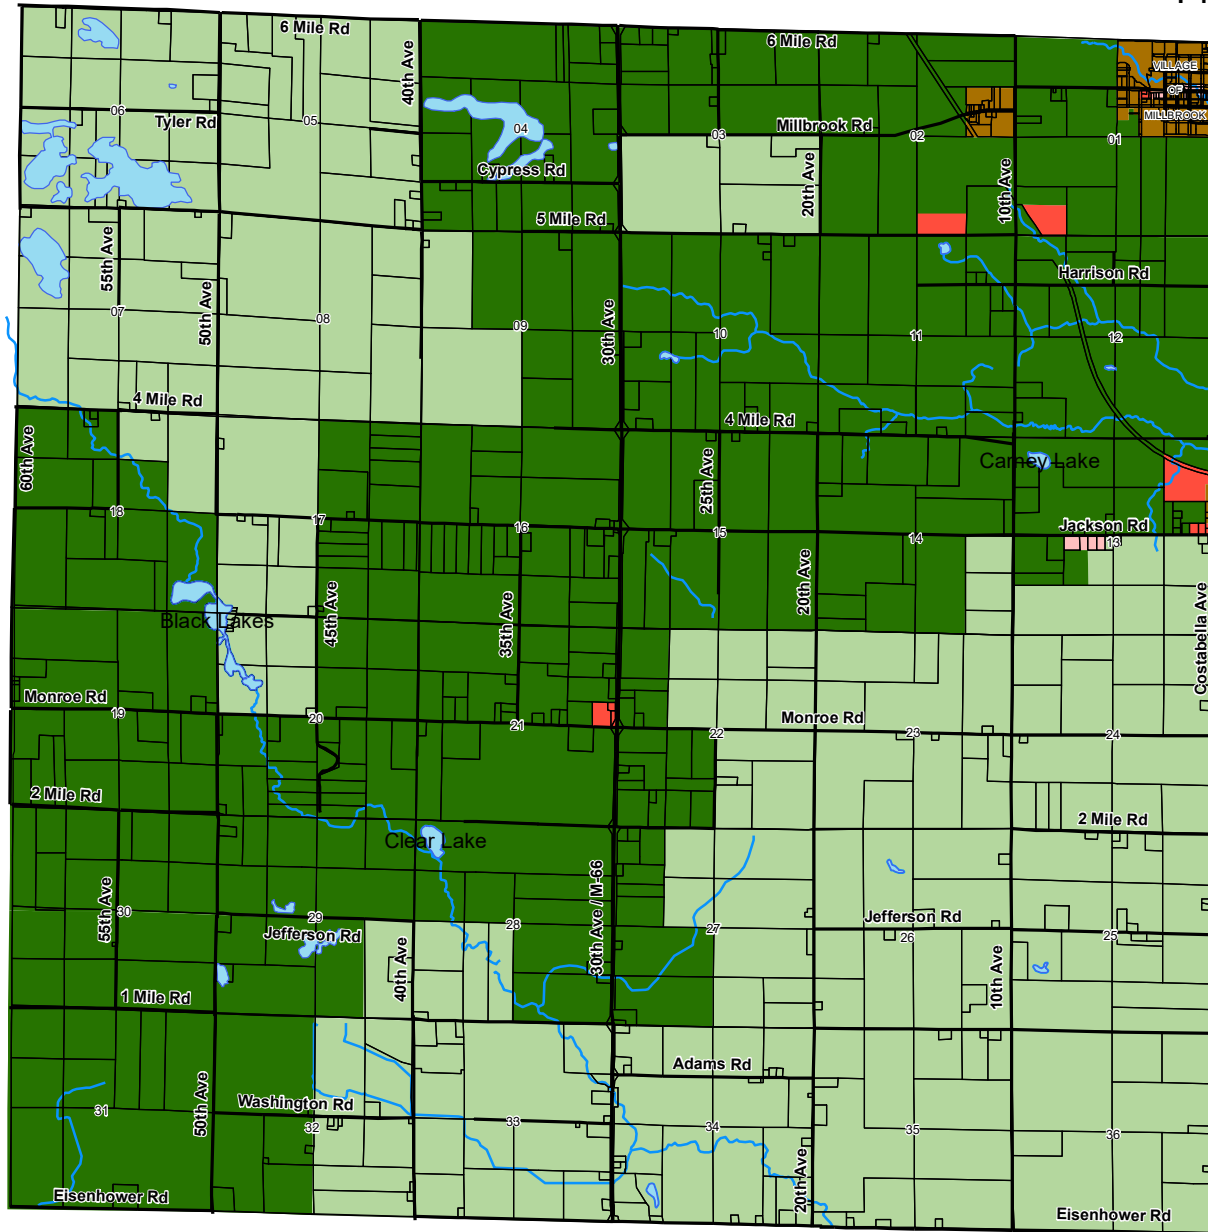 6 Mile Rd
40th Ave
6 Mile Rd
VILLAGE
OF
MILLBROOK
06
Tyler Rd
05
04
03
Millbrook Rd
02
01
Cypress Rd
20th Ave
10th Ave
5 Mile Rd
55th Ave
50th Ave
Harrison Rd
07
08
09
30th Ave
10
11
12
4 Mile Rd
4 Mile Rd
60th Ave
25th Ave
Carney Lake
18
17
16
15
14
Jackson Rd
13
20th Ave
45th Ave
35th Ave
Black Lakes
Costabella Ave
Monroe Rd
19
20
21
22
Monroe Rd
23
24
2 Mile Rd
2 Mile Rd
Clear Lake
55th Ave
30
29
28
30th Ave / M-66
27
Jefferson Rd
26
25
Jefferson Rd
40th Ave
10th Ave
1 Mile Rd
Adams Rd
50th Ave
31
Washington Rd
32
33
34
35
36
20th Ave
Eisenhower Rd
Eisenhower Rd